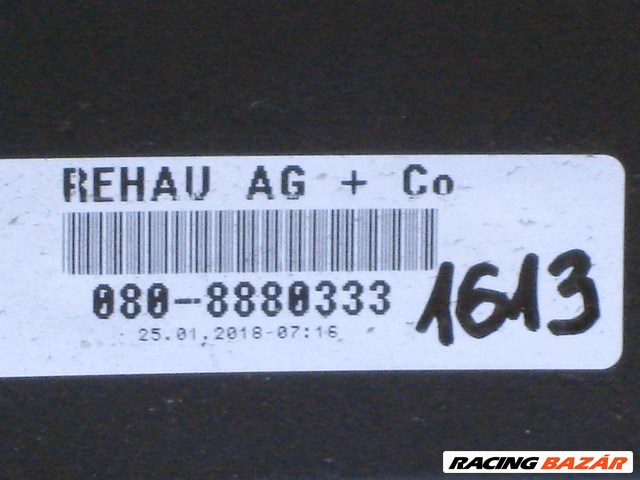 REHAU AG + Co
080-8880333
1613
25.01.2018-07:16
RACING BAZÁR